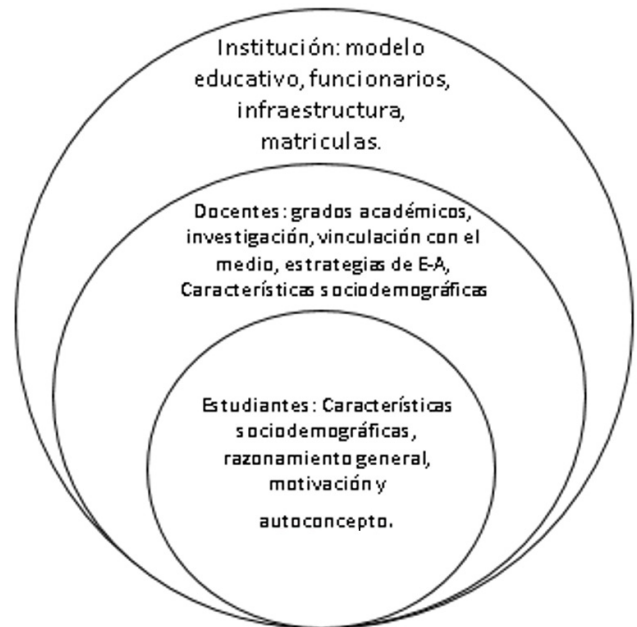 Institución: modelo
educativo, funcionarios,
infraestructura,
matriculas.
Docentes: grados académicos,
investigación, vinculación con el
medio, estrategias de E-A,
Características sociodemográficas
Estudiantes: Características
sociodemográficas,
razonamiento general,
motivación y
autoconcepto.